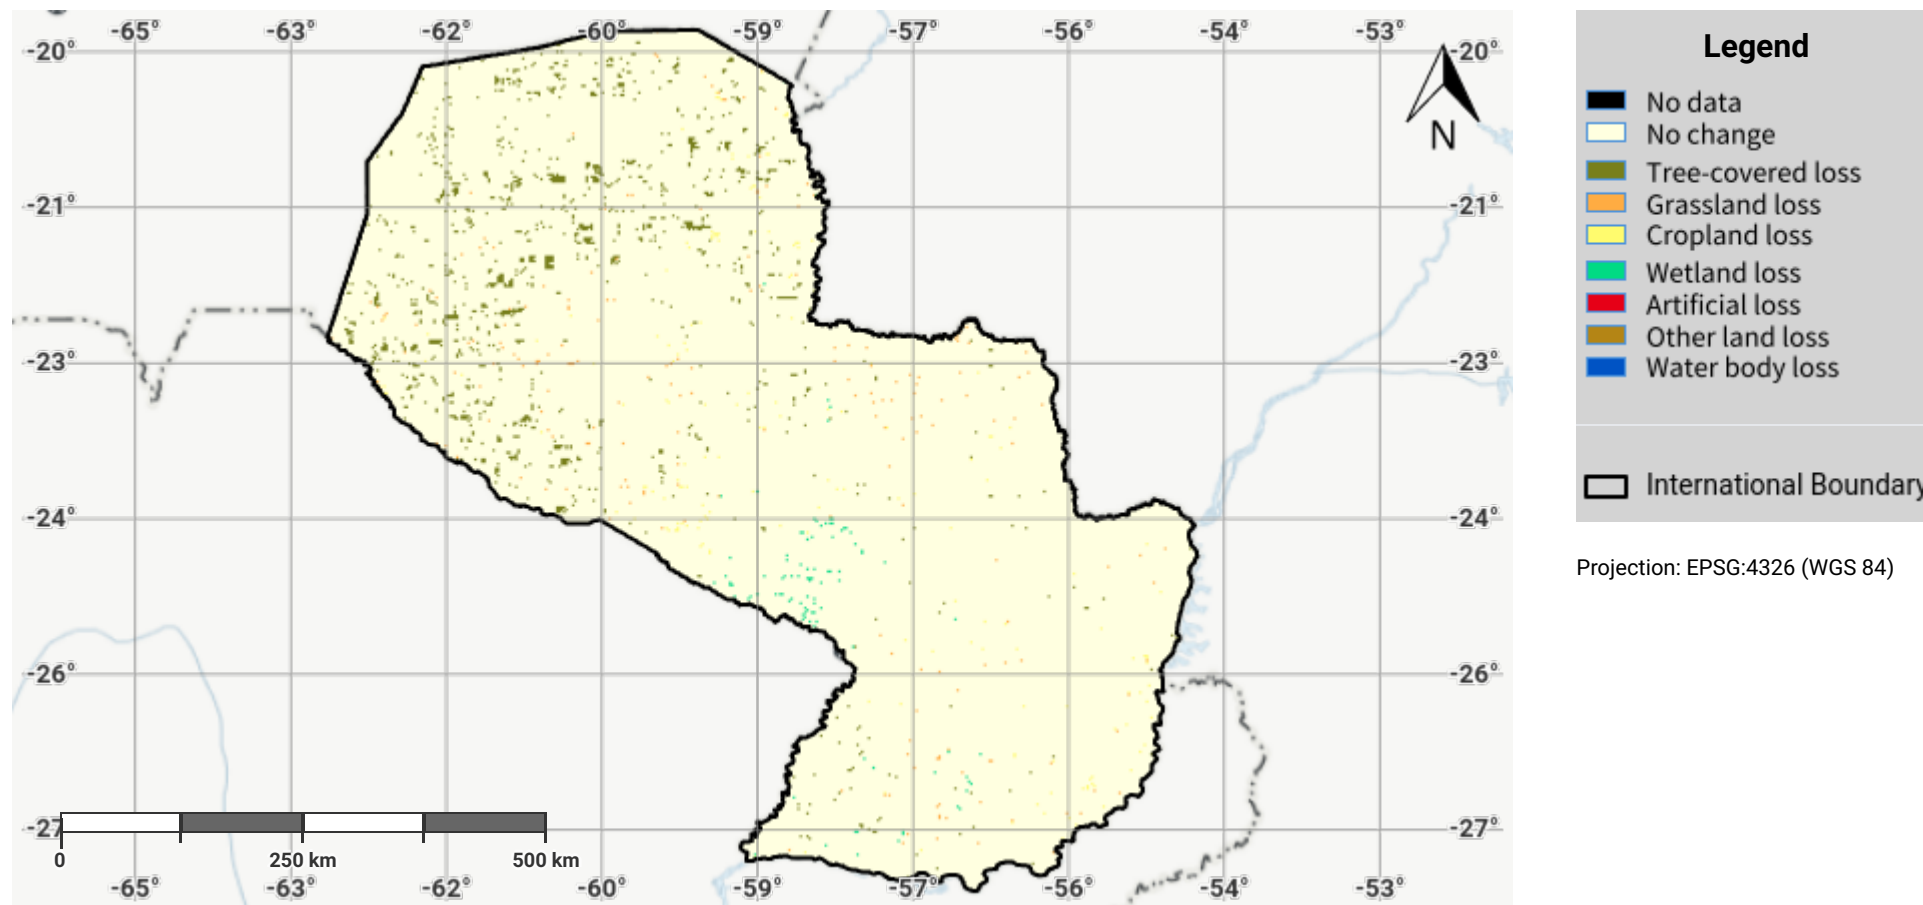 -65° -63° -62° -60° -59° -57° -56° -54° -53°
-20° -20°
-21° -21°
-23° -23°
-24° -24°
-26° -26°
-27 -27°
N
0 250 km 500 km
-65° -63° -62° -60° -59° -57° -56° -54° -53°
Legend
No data
No change
Tree-covered loss
Grassland loss
Cropland loss
Wetland loss
Artificial loss
Other land loss
Water body loss
International Boundary
Projection: EPSG:4326 (WGS 84)